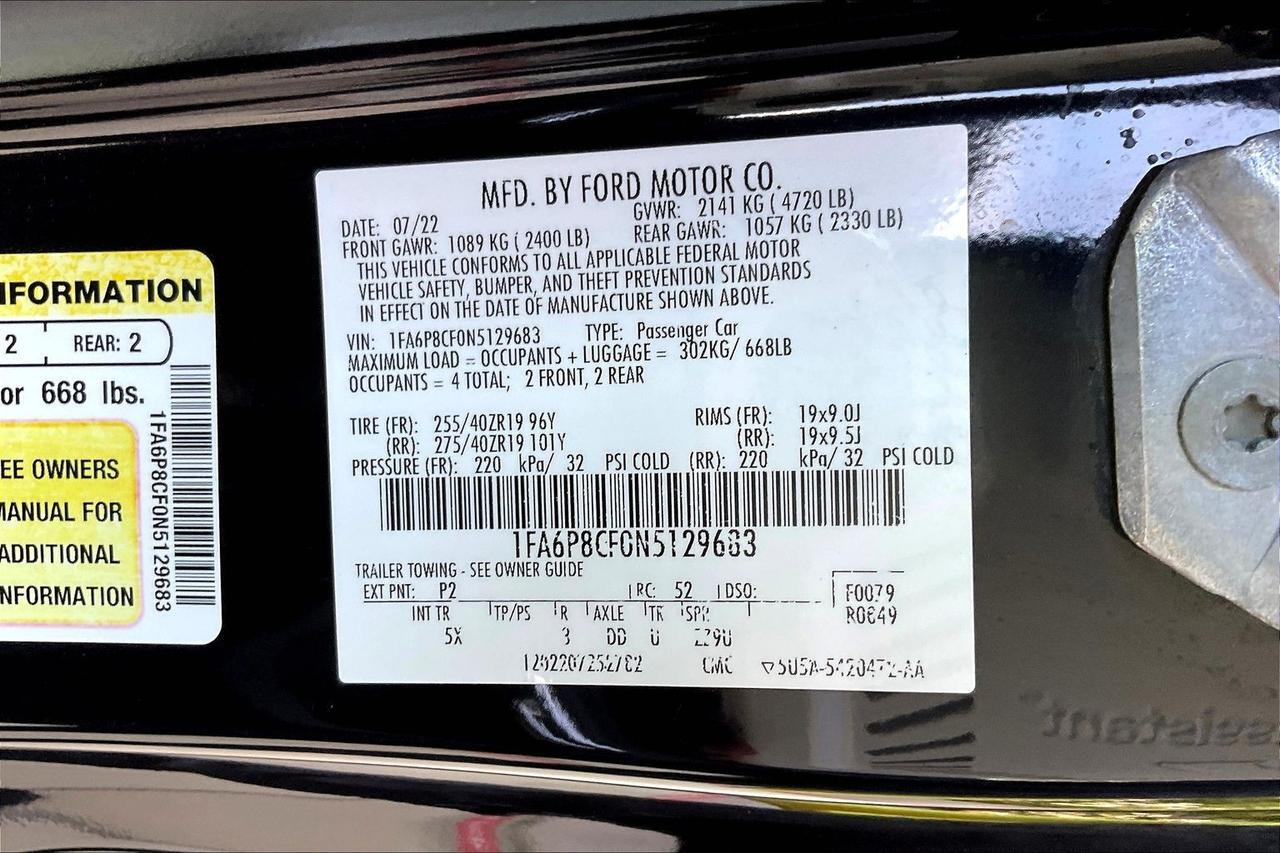 MFD. BY FORD MOTOR CO.
DATE: 07/22 GVWR: 2141 KG ( 4720 LB)
FRONT GAWR: 1089 KG ( 2400 LB) REAR GAWR: 1057 KG ( 2330 LB)
THIS VEHICLE CONFORMS TO ALL APPLICABLE FEDERAL MOTOR
VEHICLE SAFETY, BUMPER, AND THEFT PREVENTION STANDARDS
IN EFFECT ON THE DATE OF MANUFACTURE SHOWN ABOVE.
VIN: 1FA6P8CF0N5129683 TYPE: Passenger Car
MAXIMUM LOAD = OCCUPANTS + LUGGAGE = 302KG/ 668LB
OCCUPANTS = 4 TOTAL; 2 FRONT, 2 REAR
TIRE (FR): 255/40ZR19 96Y RIMS (FR): 19x9.0J
(RR): 275/40ZR19 101Y (RR): 19x9.5J
PRESSURE (FR): 220 kPa/ 32 PSI COLD (RR): 220 kPa/ 32 PSI COLD
1FA6P8CF0N5129683
TRAILER TOWING - SEE OWNER GUIDE
EXT PNT: P2 RC: 52 DSO: F0079
INT TR TP/PS R AXLE TR SPR R0649
5X 3 DD U
CMC
INFORMATION
2 REAR: 2
or 668 lbs.
SEE OWNERS
MANUAL FOR
ADDITIONAL
INFORMATION
1FA6P8CF0N5129683